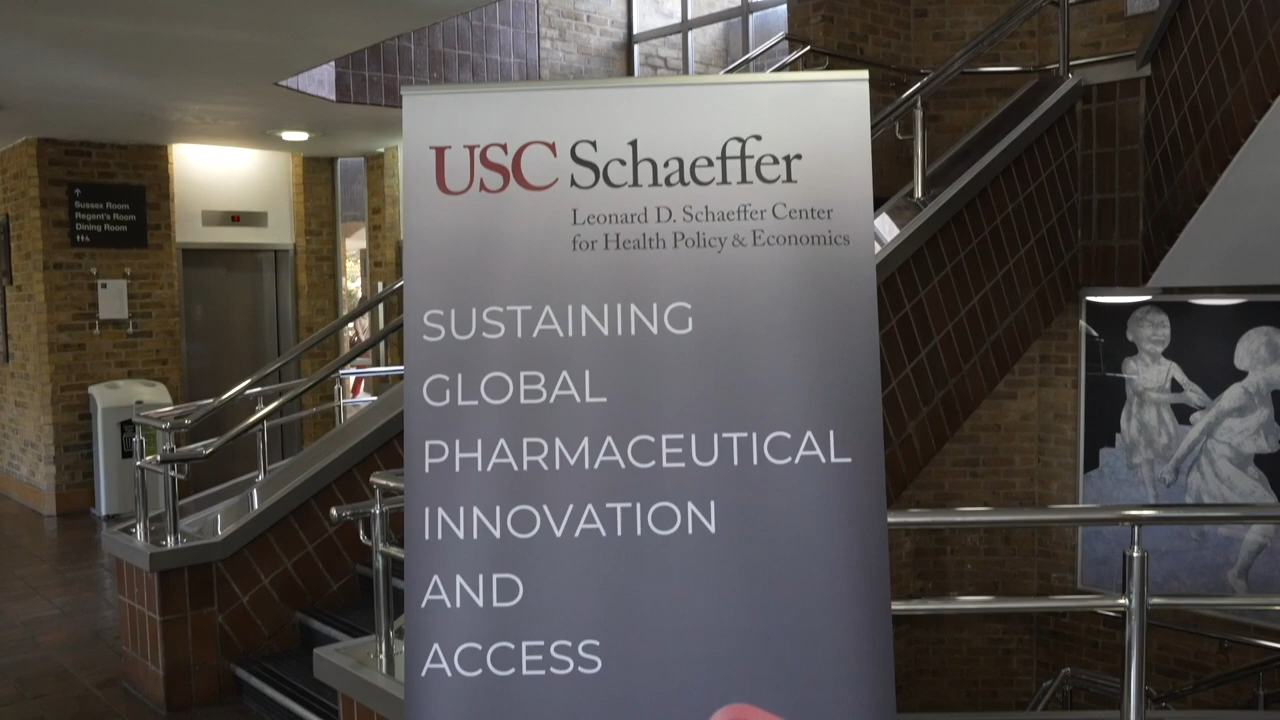 USC Schaeffer
Leonard D. Schaeffer Center
for Health Policy & Economics
SUSTAINING
GLOBAL
PHARMACEUTICAL
INNOVATION
AND
ACCESS
↑
Sussex Room
Regent's Room
Dining Room